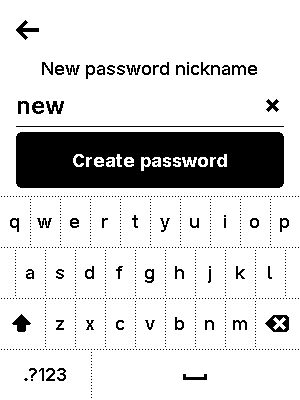 New password nickname
new
Create password
q w e r t y u i o p
a s d f g h j k l
z x c v b n m
.?123